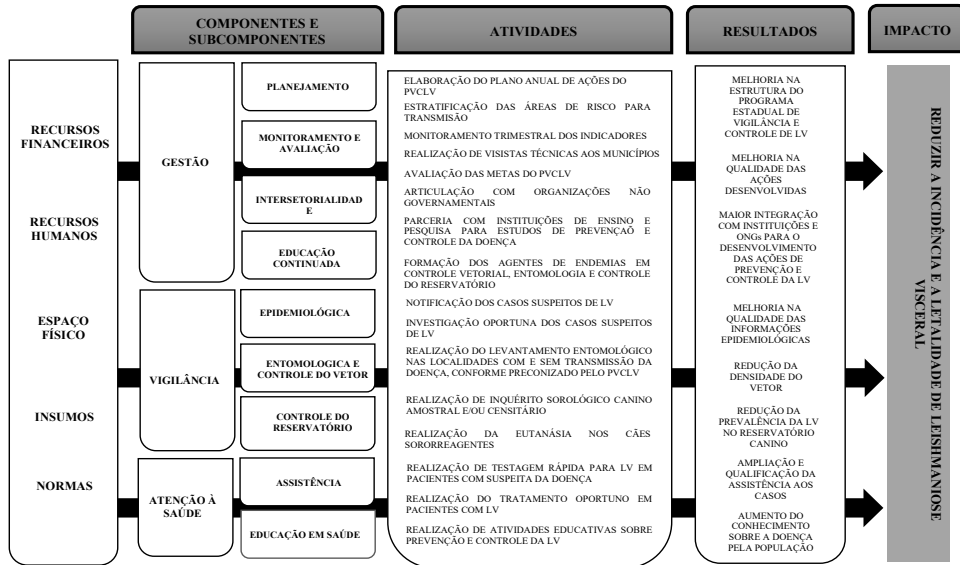 COMPONENTES E
SUBCOMPONENTES
ATIVIDADES
RESULTADOS
IMPACTO
RECURSOS
FINANCEIROS
RECURSOS
HUMANOS
ESPAÇO
FÍSICO
INSUMOS
NORMAS
GESTÃO
VIGILÂNCIA
ATENÇÃO À
SAÚDE
PLANEJAMENTO
MONITORAMENTO E
AVALIAÇÃO
INTERSETORIALIDAD
E
EDUCAÇÃO
CONTINUADA
EPIDEMIOLÓGICA
ENTOMOLOGICA E
CONTROLE DO VETOR
CONTROLE DO
RESERVATÓRIO
ASSISTÊNCIA
EDUCAÇÃO EM SAÚDE
ELABORAÇÃO DO PLANO ANUAL DE AÇÕES DO
PVCLV
ESTRATIFICAÇÃO DAS ÁREAS DE RISCO PARA
TRANSMISSÃO
MONITORAMENTO TRIMESTRAL DOS INDICADORES
REALIZAÇÃO DE VISISTAS TÉCNICAS AOS MUNICÍPIOS
AVALIAÇÃO DAS METAS DO PVCLV
ARTICULAÇÃO COM ORGANIZAÇÕES NÃO
GOVERNAMENTAIS
PARCERIA COM INSTITUIÇÕES DE ENSINO E
PESQUISA PARA ESTUDOS DE PREVENÇAÕ E
CONTROLE DA DOENÇA
FORMAÇÃO DOS AGENTES DE ENDEMIAS EM
CONTROLE VETORIAL, ENTOMOLOGIA E CONTROLE
DO RESERVATÓRIO
NOTIFICAÇÃO DOS CASOS SUSPEITOS DE LV
INVESTIGAÇÃO OPORTUNA DOS CASOS SUSPEITOS
DE LV
REALIZAÇÃO DO LEVANTAMENTO ENTOMOLÓGICO
NAS LOCALIDADES COM E SEM TRANSMISSÃO DA
DOENÇA, CONFORME PRECONIZADO PELO PVCLV
REALIZAÇÃO DE INQUÉRITO SOROLÓGICO CANINO
AMOSTRAL E/OU CENSITÁRIO
REALIZAÇÃO DA EUTANÁSIA NOS CÃES
SORORREAGENTES
REALIZAÇÃO DE TESTAGEM RÁPIDA PARA LV EM
PACIENTES COM SUSPEITA DA DOENÇA
REALIZAÇÃO DO TRATAMENTO OPORTUNO EM
PACIENTES COM LV
REALIZAÇÃO DE ATIVIDADES EDUCATIVAS SOBRE
PREVENÇÃO E CONTROLE DA LV
MELHORIA NA
ESTRUTURA DO
PROGRAMA
ESTADUAL DE
VIGILÂNCIA E
CONTROLE DE LV
MELHORIA NA
QUALIDADE DAS
AÇÕES
DESENVOLVIDAS
MAIOR INTEGRAÇÃO
COM INSTITUIÇÕES E
ONGs PARA O
DESENVOLVIMENTO
DAS AÇÕES DE
PREVENÇÃO E
CONTROLE DA LV
MELHORIA NA
QUALIDADE DAS
INFORMAÇÕES
EPIDEMIOLÓGICAS
REDUÇÃO DA
DENSIDADE DO
VETOR
REDUÇÃO DA
PREVALÊNCIA DA LV
NO RESERVATÓRIO
CANINO
AMPLIAÇÃO E
QUALIFICAÇÃO DA
ASSISTÊNCIA AOS
CASOS
AUMENTO DO
CONHECIMENTO
SOBRE A DOENÇA
PELA POPULAÇÃO
REDUZIR A INCIDÊNCIA E A LETALIDADE DE LEISHMANIOSE
VISCERAL